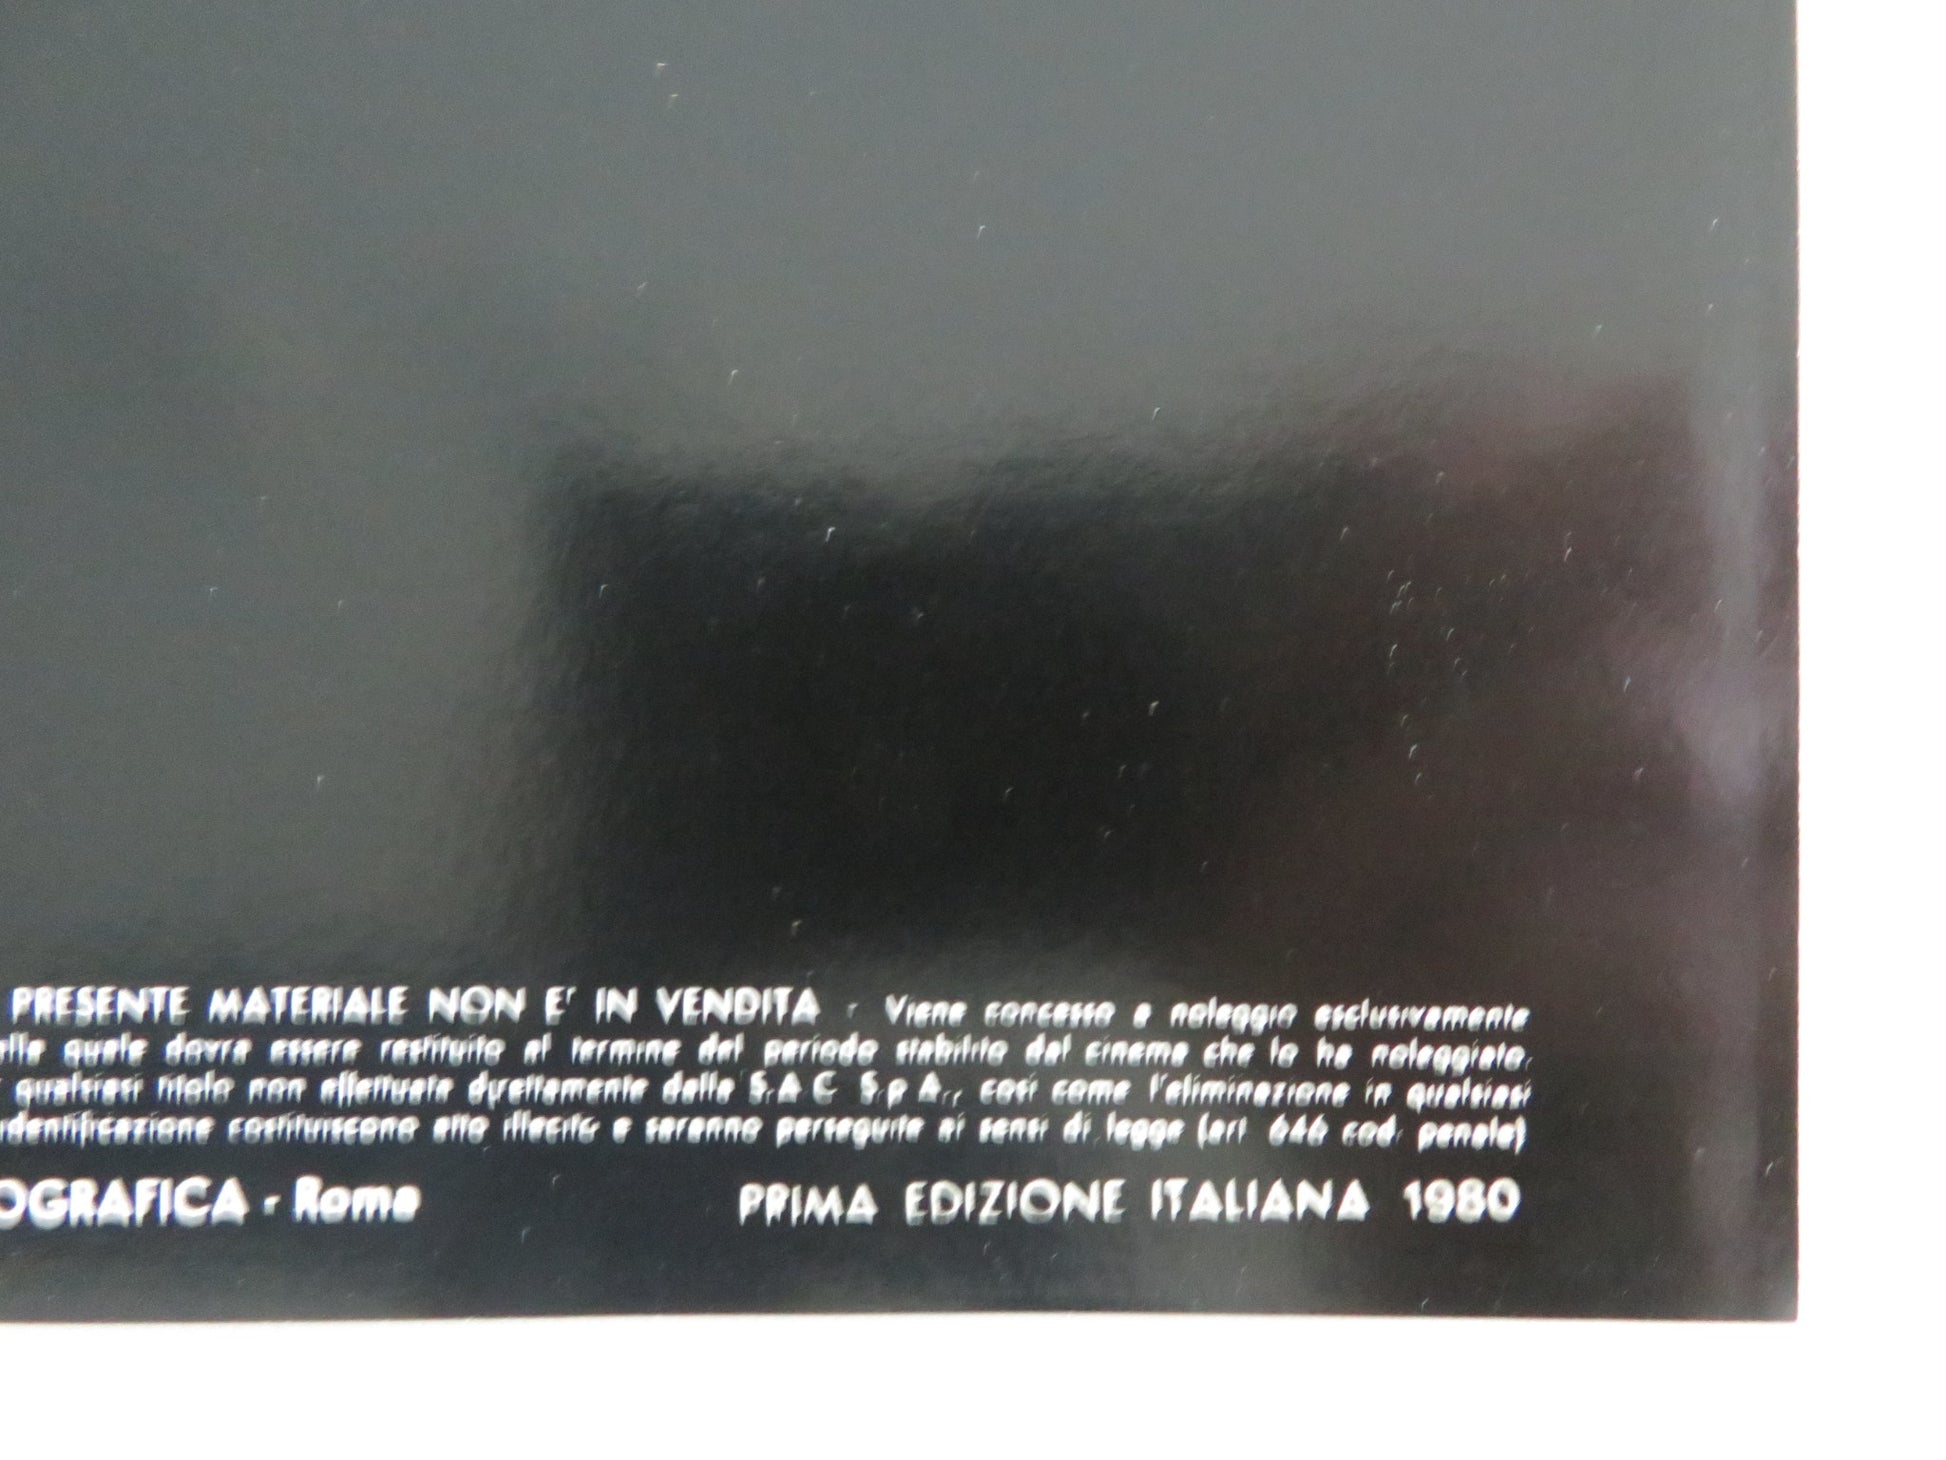 PRESENTE MATERIALE NON E' IN VENDITA - Viene concesso a noleggio esclusivamente
alla quale dovrà essere restituito al termine del periodo stabilito dal cinema che lo ha noleggiato.
qualsiasi titolo non effettuate direttamente dalla S.A.C. S.p.A., così come l'eliminazione in qualsiasi
identificazione costituiscono atto illecito e saranno perseguite ai sensi di legge (art. 646 cod. penale)
OGRAFICA - Roma
PRIMA EDIZIONE ITALIANA 1980